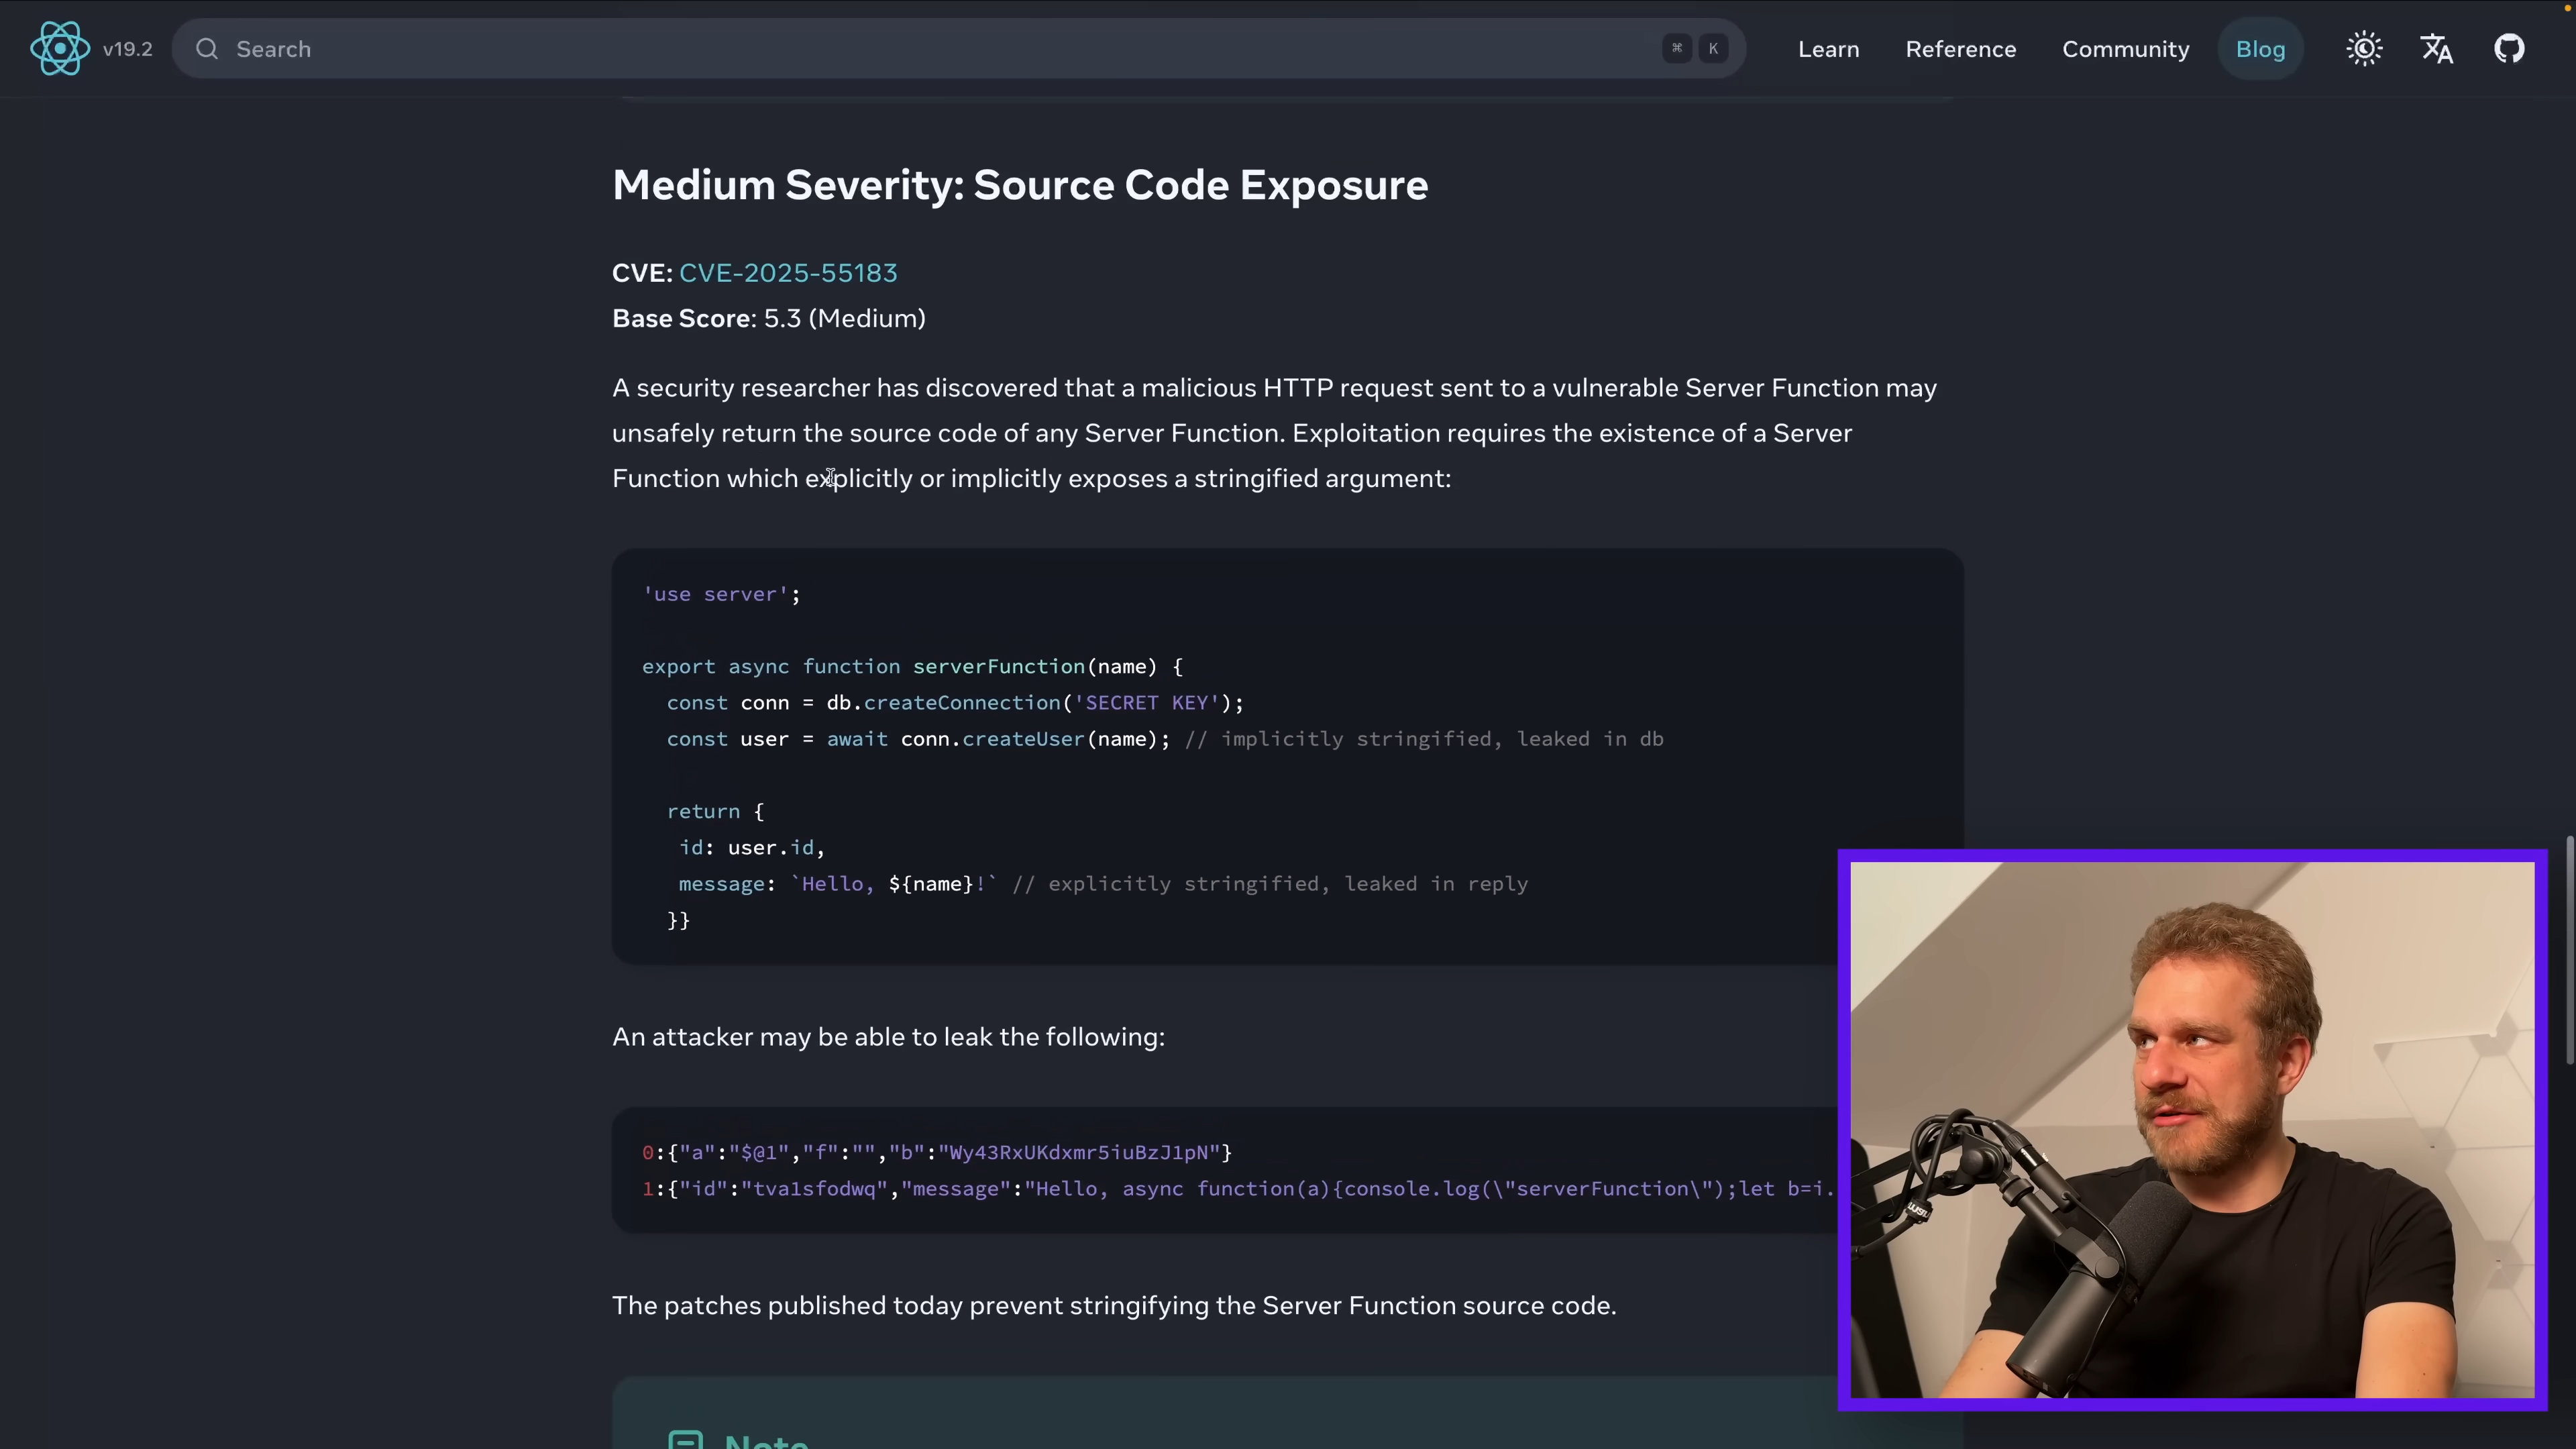 v19.2
Search
⌘ K
Learn
Reference
Community
Blog
Medium Severity: Source Code Exposure
CVE: CVE-2025-55183
Base Score: 5.3 (Medium)
A security researcher has discovered that a malicious HTTP request sent to a vulnerable Server Function may
unsafely return the source code of any Server Function. Exploitation requires the existence of a Server
Function which explicitly or implicitly exposes a stringified argument:
'use server';
export async function serverFunction(name) {
const conn = db.createConnection('SECRET KEY');
const user = await conn.createUser(name); // implicitly stringified, leaked in db
return {
id: user.id,
message: `Hello, ${name}!` // explicitly stringified, leaked in reply
}}
An attacker may be able to leak the following:
0:{"a":"$@1","f":"","b":"Wy43RxUKdxmr5iuBzJ1pN"}
1:{"id":"tva1sfodwq","message":"Hello, async function(a){console.log(\"serverFunction\");let b=i.
The patches published today prevent stringifying the Server Function source code.
Note